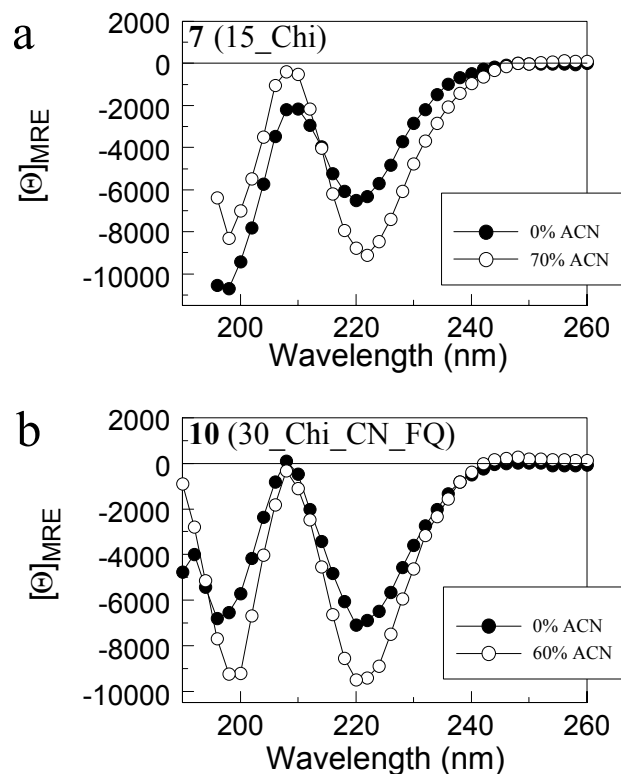 a
7 (15_Chi)
2000
0
-2000
-4000
-6000
-8000
-10000
[Θ]MRE
0% ACN
70% ACN
200 220 240 260
Wavelength (nm)
b
10 (30_Chi_CN_FQ)
2000
0
-2000
-4000
-6000
-8000
-10000
[Θ]MRE
0% ACN
60% ACN
200 220 240 260
Wavelength (nm)